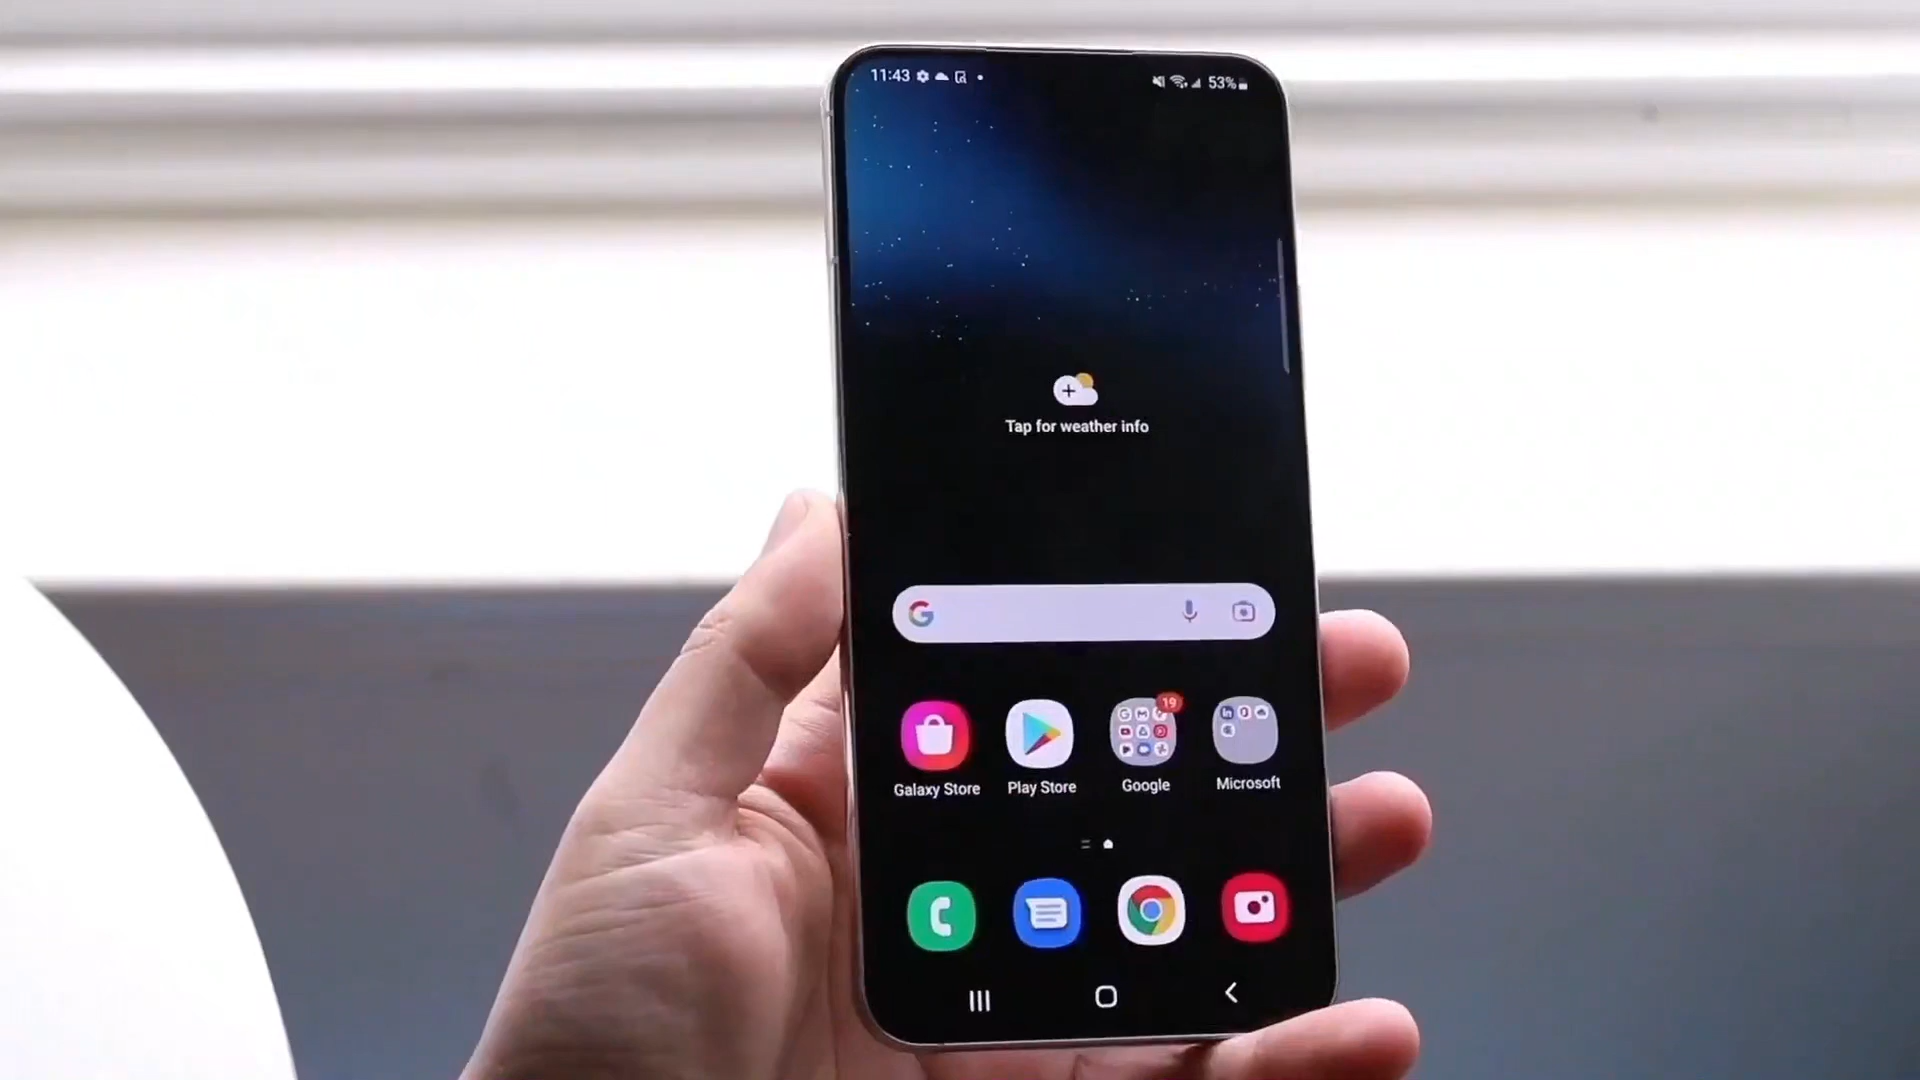 11:43
53%
Tap for weather info
G
19
Galaxy Store
Play Store
Google
Microsoft